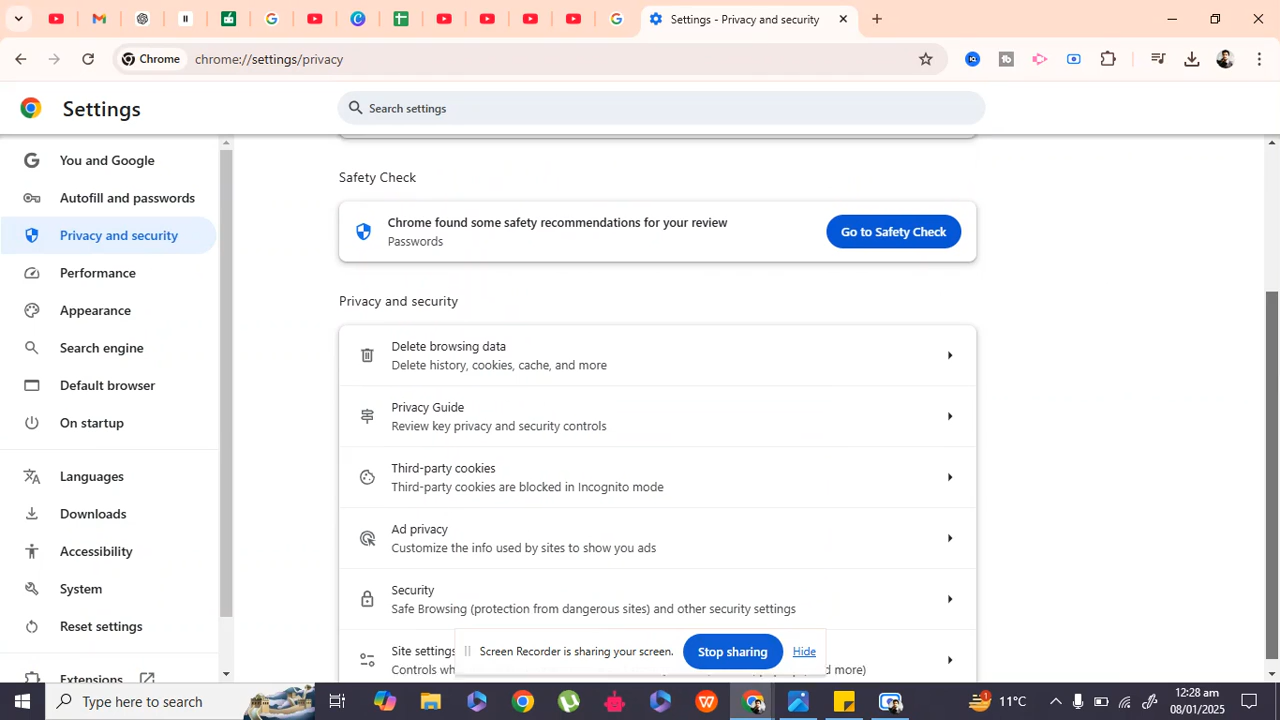 Settings - Privacy and security
Chrome
chrome://settings/privacy
Settings
Search settings
You and Google
Autofill and passwords
Privacy and security
Performance
Appearance
Search engine
Default browser
On startup
Languages
Downloads
Accessibility
System
Reset settings
Extensions
Safety Check
Chrome found some safety recommendations for your review
Passwords
Go to Safety Check
Privacy and security
Delete browsing data
Delete history, cookies, cache, and more
Privacy Guide
Review key privacy and security controls
Third-party cookies
Third-party cookies are blocked in Incognito mode
Ad privacy
Customize the info used by sites to show you ads
Security
Safe Browsing (protection from dangerous sites) and other security settings
Site settings
Controls wh
and more)
Screen Recorder is sharing your screen.
Stop sharing
Hide
Type here to search
1
11°C
12:28 am
08/01/2025